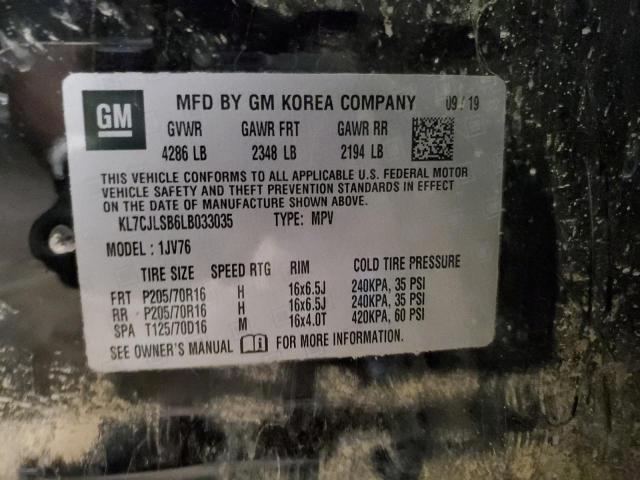 GM
MFD BY GM KOREA COMPANY 09/19
GVWR GAWR FRT GAWR RR
4286 LB 2348 LB 2194 LB
THIS VEHICLE CONFORMS TO ALL APPLICABLE U.S. FEDERAL MOTOR
VEHICLE SAFETY AND THEFT PREVENTION STANDARDS IN EFFECT
ON THE DATE OF MANUFACTURE SHOWN ABOVE.
KL7CJLSB6LB033035 TYPE: MPV
MODEL: 1JV76
TIRE SIZE SPEED RTG RIM COLD TIRE PRESSURE
FRT P205/70R16 H 16x6.5J 240KPA, 35 PSI
RR P205/70R16 H 16x6.5J 240KPA, 35 PSI
SPA T125/70D16 M 16x4.0T 420KPA, 60 PSI
SEE OWNER'S MANUAL FOR MORE INFORMATION.